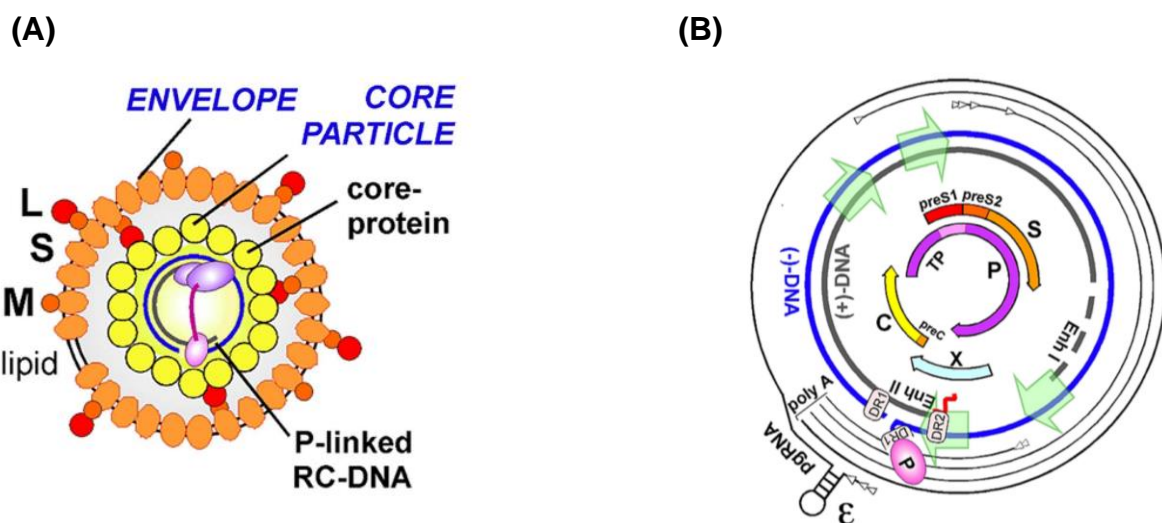 (A)
ENVELOPE
CORE
PARTICLE
core-
protein
L
S
M
lipid
P-linked
RC-DNA
(B)
preS1
preS2
S
TP
P
(-)-DNA
(+)-DNA
C
preC
X
Enh I
Enh II
DR1
DR2
DR1
P
poly A
pgRNA
ε